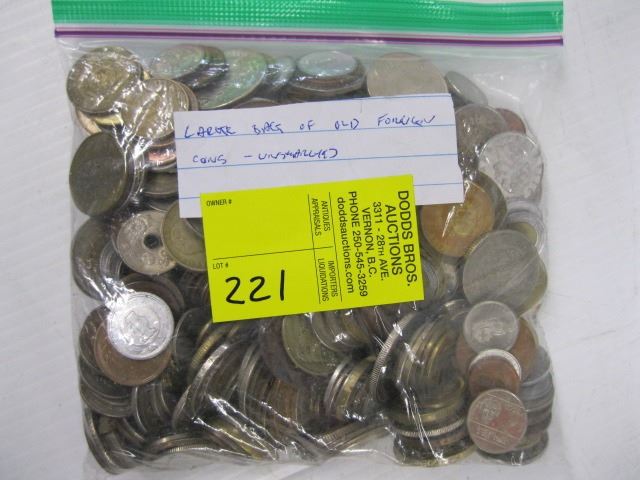 LARGE BAG OF OLD FOREIGN
COINS - UNSEARCHED
OWNER #
LOT #
221
ANTIQUES
APPRAISALS
IMPORTERS
LIQUIDATIONS
DODDS BROS.
AUCTIONS
3311 - 28TH AVE.
VERNON, B.C.
PHONE 250-545-3259
doddsauctions.com